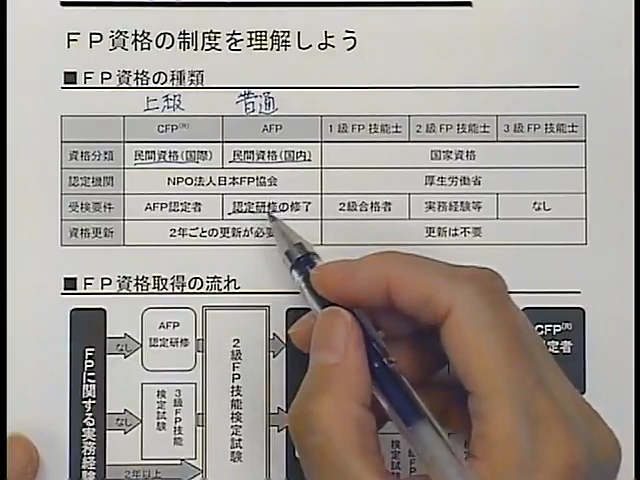 FP資格の制度を理解しよう
■FP資格の種類
上級 普通
CFP(R) AFP 1級FP技能士 2級FP技能士 3級FP技能士
資格分類 民間資格(国際) 民間資格(国内) 国家資格
認定機関 NPO法人日本FP協会 厚生労働省
受検要件 AFP認定者 認定研修の修了 2級合格者 実務経験等 なし
資格更新 2年ごとの更新が必要 更新は不要
■FP資格取得の流れ
FPに関する実務経験
なし
AFP
認定研修
なし
3級FP技能
検定試験
2年以上
2級FP技能検定試験
CFP(R)
定者